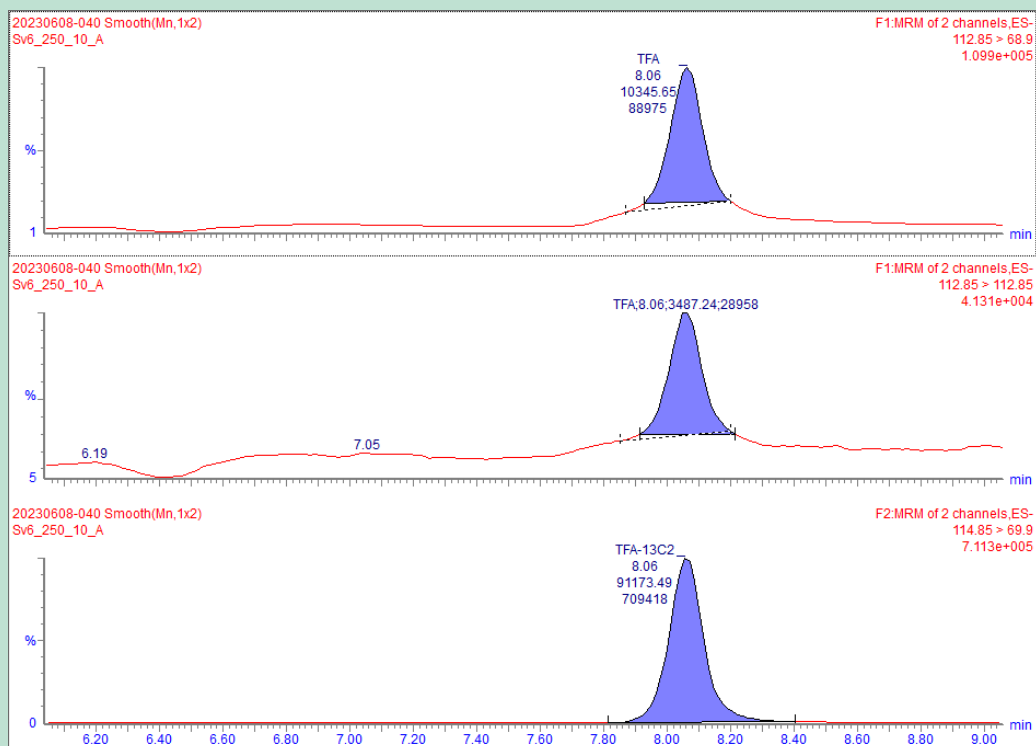 20230608-040 Smooth(Mn,1x2)
Sv6_250_10_A
F1:MRM of 2 channels,ES-
112.85 > 68.9
1.099e+005
TFA
8.06
10345.65
88975
%
1
min
20230608-040 Smooth(Mn,1x2)
Sv6_250_10_A
F1:MRM of 2 channels,ES-
112.85 > 112.85
4.131e+004
TFA;8.06;3487.24;28958
%
6.19
7.05
5
min
20230608-040 Smooth(Mn,1x2)
Sv6_250_10_A
F2:MRM of 2 channels,ES-
114.85 > 69.9
7.113e+005
TFA-13C2
8.06
91173.49
709418
%
0
min
6.20 6.40 6.60 6.80 7.00 7.20 7.40 7.60 7.80 8.00 8.20 8.40 8.60 8.80 9.00